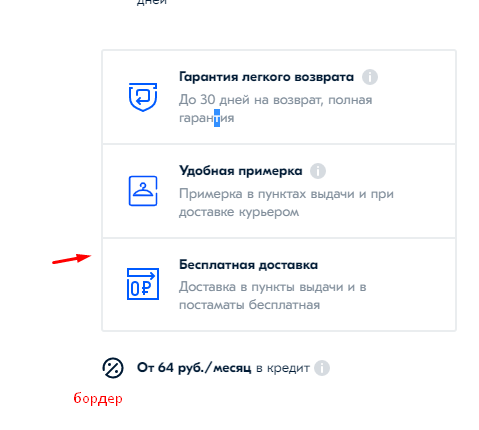 дней
Гарантия легкого возврата i
До 30 дней на возврат, полная
гарантия
Удобная примерка i
Примерка в пунктах выдачи и при
доставке курьером
0₽ Бесплатная доставка
Доставка в пункты выдачи и в
постаматы бесплатная
От 64 руб./месяц в кредит i
бордер